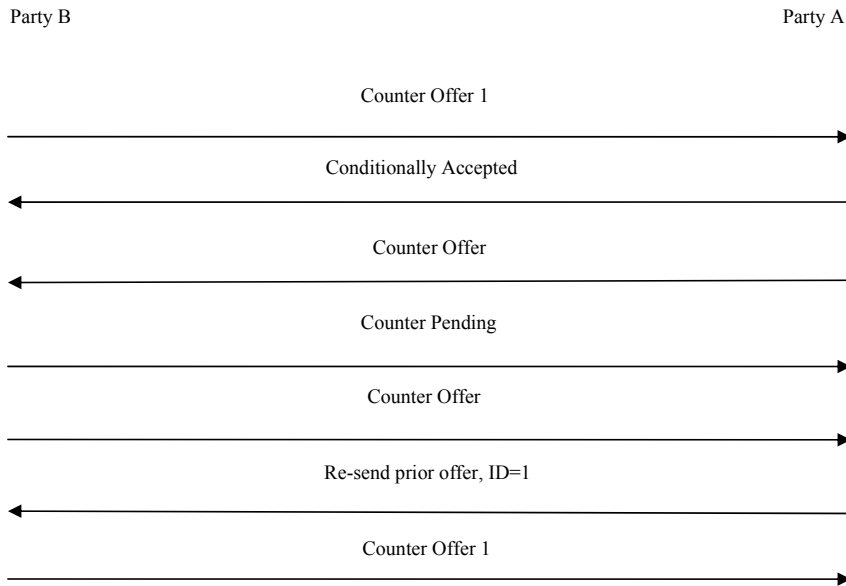 Party B Party A
Counter Offer 1
Conditionally Accepted
Counter Offer
Counter Pending
Counter Offer
Re-send prior offer, ID=1
Counter Offer 1